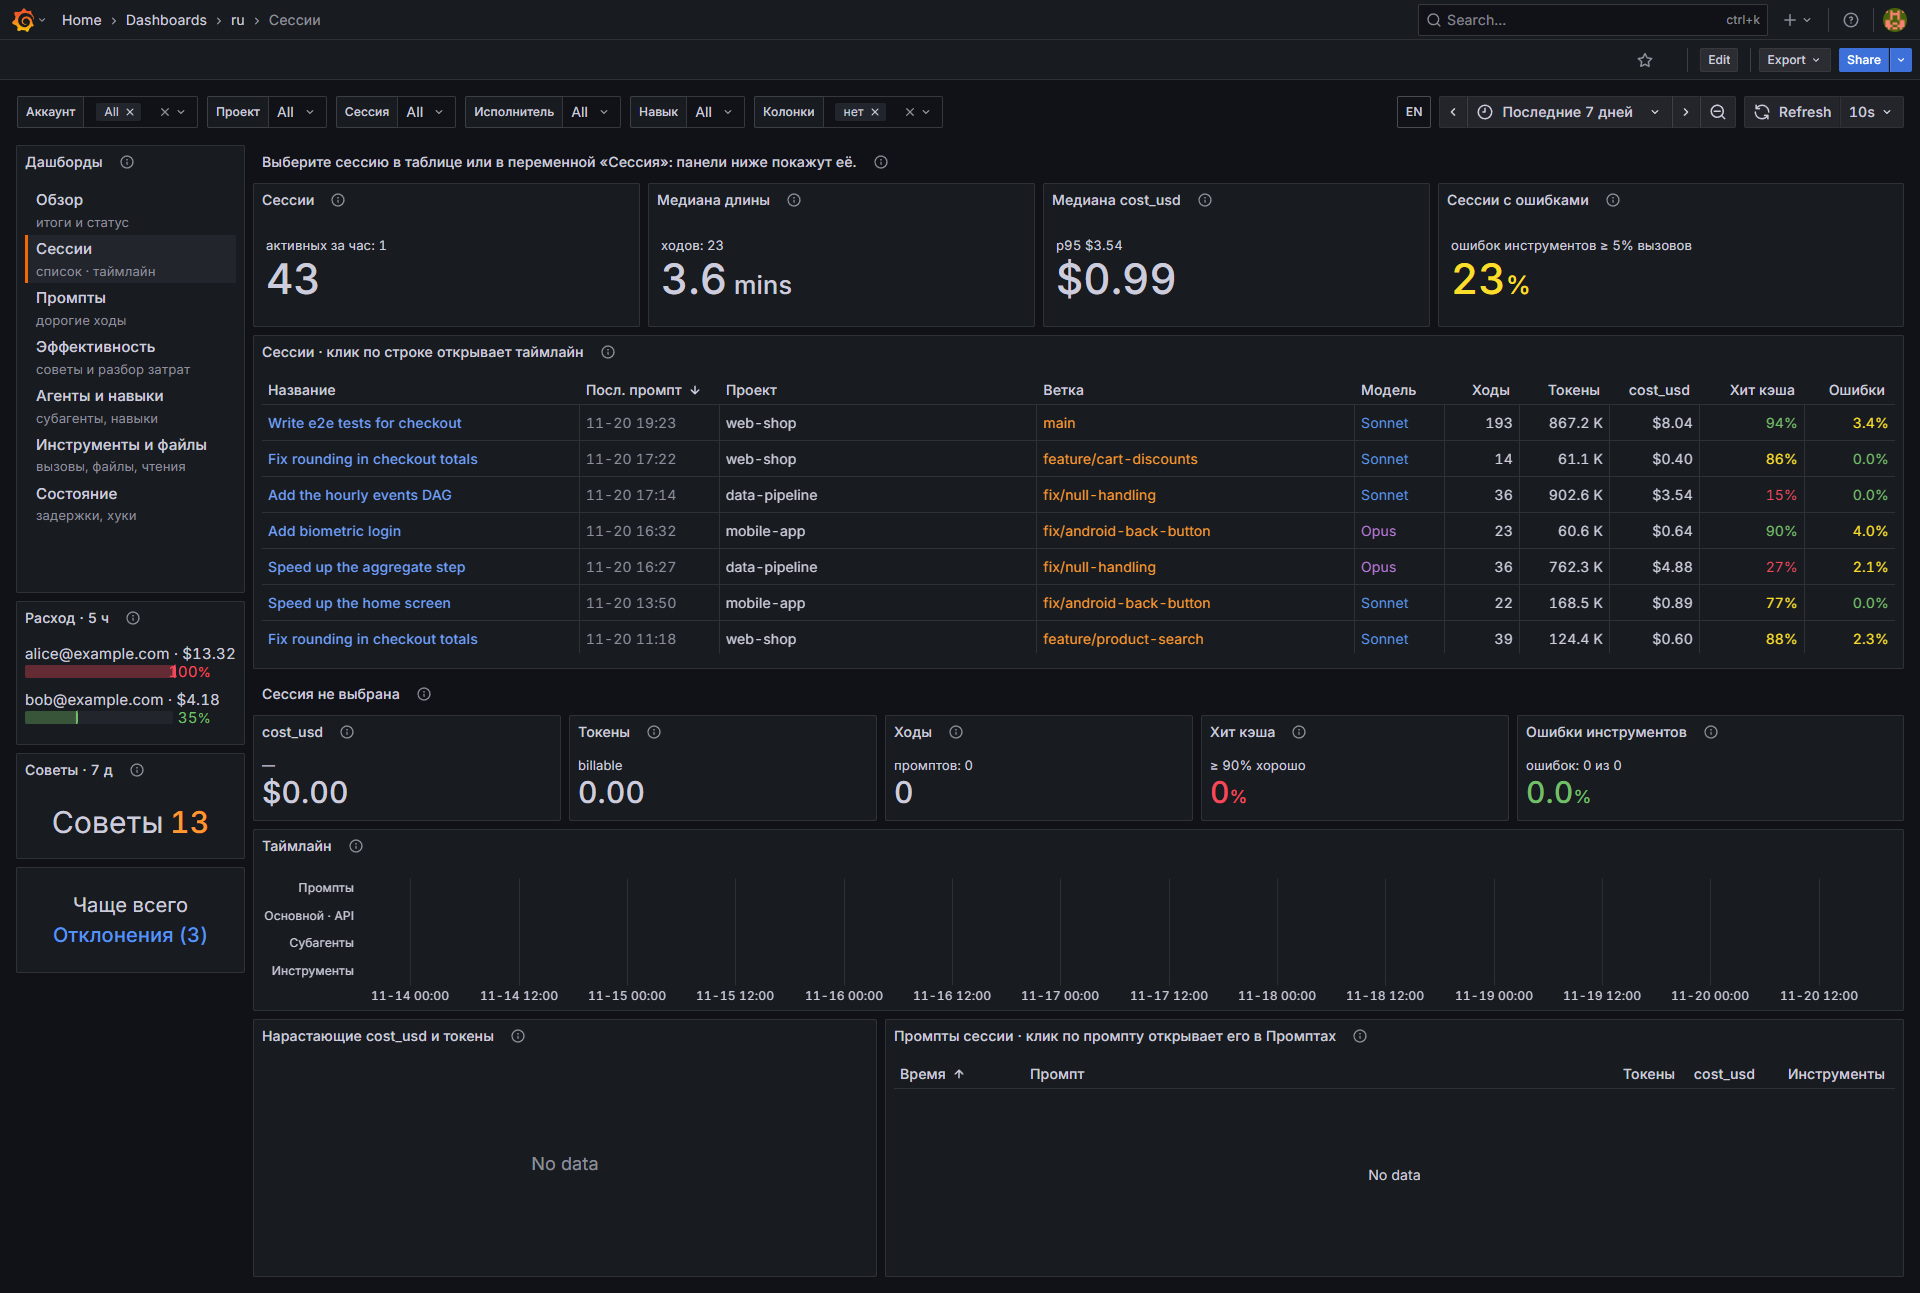 Home › Dashboards › ru › Сессии
Search... ctrl+k
Edit Export Share
Аккаунт All Проект All Сессия All Исполнитель All Навык All Колонки нет EN Последние 7 дней Refresh 10s
Дашборды
Обзор
итоги и статус
Сессии
список · таймлайн
Промпты
дорогие ходы
Эффективность
советы и разбор затрат
Агенты и навыки
субагенты, навыки
Инструменты и файлы
вызовы, файлы, чтения
Состояние
задержки, хуки
Расход · 5 ч
alice@example.com · $13.32
100%
bob@example.com · $4.18
35%
Советы · 7 д
Советы 13
Чаще всего
Отклонения (3)
Выберите сессию в таблице или в переменной «Сессия»: панели ниже покажут её.
Сессии
активных за час: 1
43
Медиана длины
ходов: 23
3.6 mins
Медиана cost_usd
p95 $3.54
$0.99
Сессии с ошибками
ошибок инструментов ≥ 5% вызовов
23%
Сессии · клик по строке открывает таймлайн
Название Посл. промпт Проект Ветка Модель Ходы Токены cost_usd Хит кэша Ошибки
Write e2e tests for checkout 11-20 19:23 web-shop main Sonnet 193 867.2 K $8.04 94% 3.4%
Fix rounding in checkout totals 11-20 17:22 web-shop feature/cart-discounts Sonnet 14 61.1 K $0.40 86% 0.0%
Add the hourly events DAG 11-20 17:14 data-pipeline fix/null-handling Sonnet 36 902.6 K $3.54 15% 0.0%
Add biometric login 11-20 16:32 mobile-app fix/android-back-button Opus 23 60.6 K $0.64 90% 4.0%
Speed up the aggregate step 11-20 16:27 data-pipeline fix/null-handling Opus 36 762.3 K $4.88 27% 2.1%
Speed up the home screen 11-20 13:50 mobile-app fix/android-back-button Sonnet 22 168.5 K $0.89 77% 0.0%
Fix rounding in checkout totals 11-20 11:18 web-shop feature/product-search Sonnet 39 124.4 K $0.60 88% 2.3%
Сессия не выбрана
cost_usd
—
$0.00
Токены
billable
0.00
Ходы
промптов: 0
0
Хит кэша
≥ 90% хорошо
0%
Ошибки инструментов
ошибок: 0 из 0
0.0%
Таймлайн
Промпты
Основной · API
Субагенты
Инструменты
11-14 00:00 11-14 12:00 11-15 00:00 11-15 12:00 11-16 00:00 11-16 12:00 11-17 00:00 11-17 12:00 11-18 00:00 11-18 12:00 11-19 00:00 11-19 12:00 11-20 00:00 11-20 12:00
Нарастающие cost_usd и токены
No data
Промпты сессии · клик по промпту открывает его в Промптах
Время Промпт Токены cost_usd Инструменты
No data